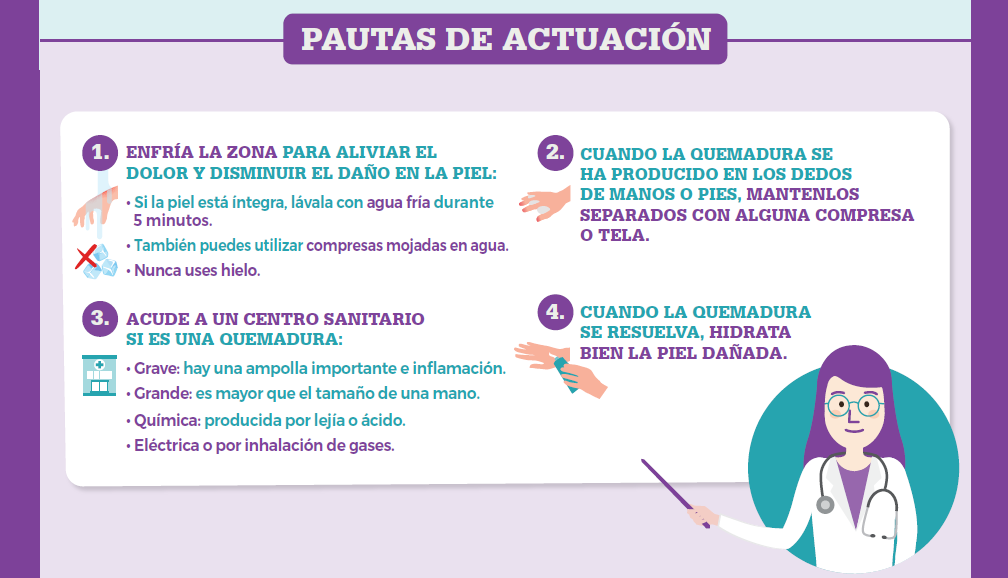 PAUTAS DE ACTUACIÓN
1.
ENFRÍA LA ZONA PARA ALIVIAR EL
DOLOR Y DISMINUIR EL DAÑO EN LA PIEL:
• Si la piel está íntegra, lávala con agua fría durante
5 minutos.
• También puedes utilizar compresas mojadas en agua.
• Nunca uses hielo.
2.
CUANDO LA QUEMADURA SE
HA PRODUCIDO EN LOS DEDOS
DE MANOS O PIES, MANTENLOS
SEPARADOS CON ALGUNA COMPRESA
O TELA.
3.
ACUDE A UN CENTRO SANITARIO
SI ES UNA QUEMADURA:
• Grave: hay una ampolla importante e inflamación.
• Grande: es mayor que el tamaño de una mano.
• Química: producida por lejía o ácido.
• Eléctrica o por inhalación de gases.
4.
CUANDO LA QUEMADURA
SE RESUELVA, HIDRATA
BIEN LA PIEL DAÑADA.